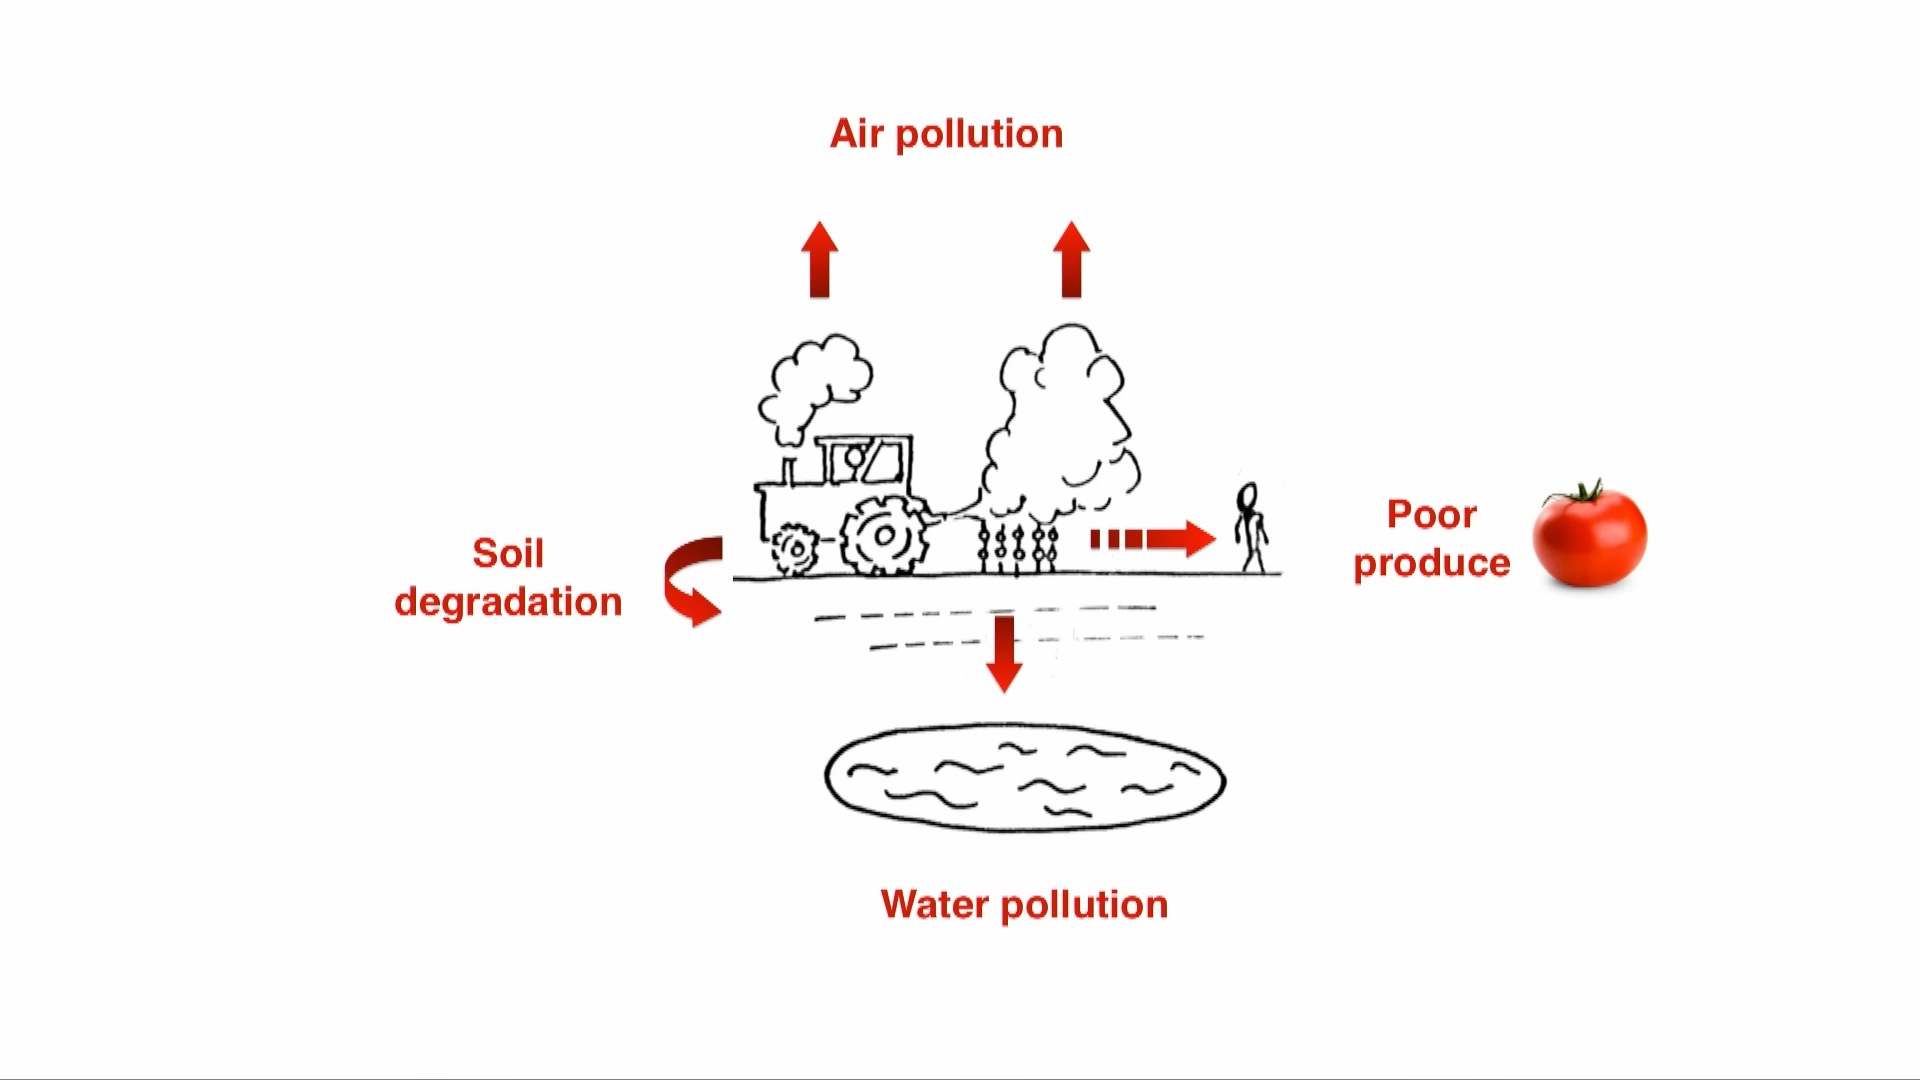 Air pollution
Soil
degradation
Poor
produce
Water pollution